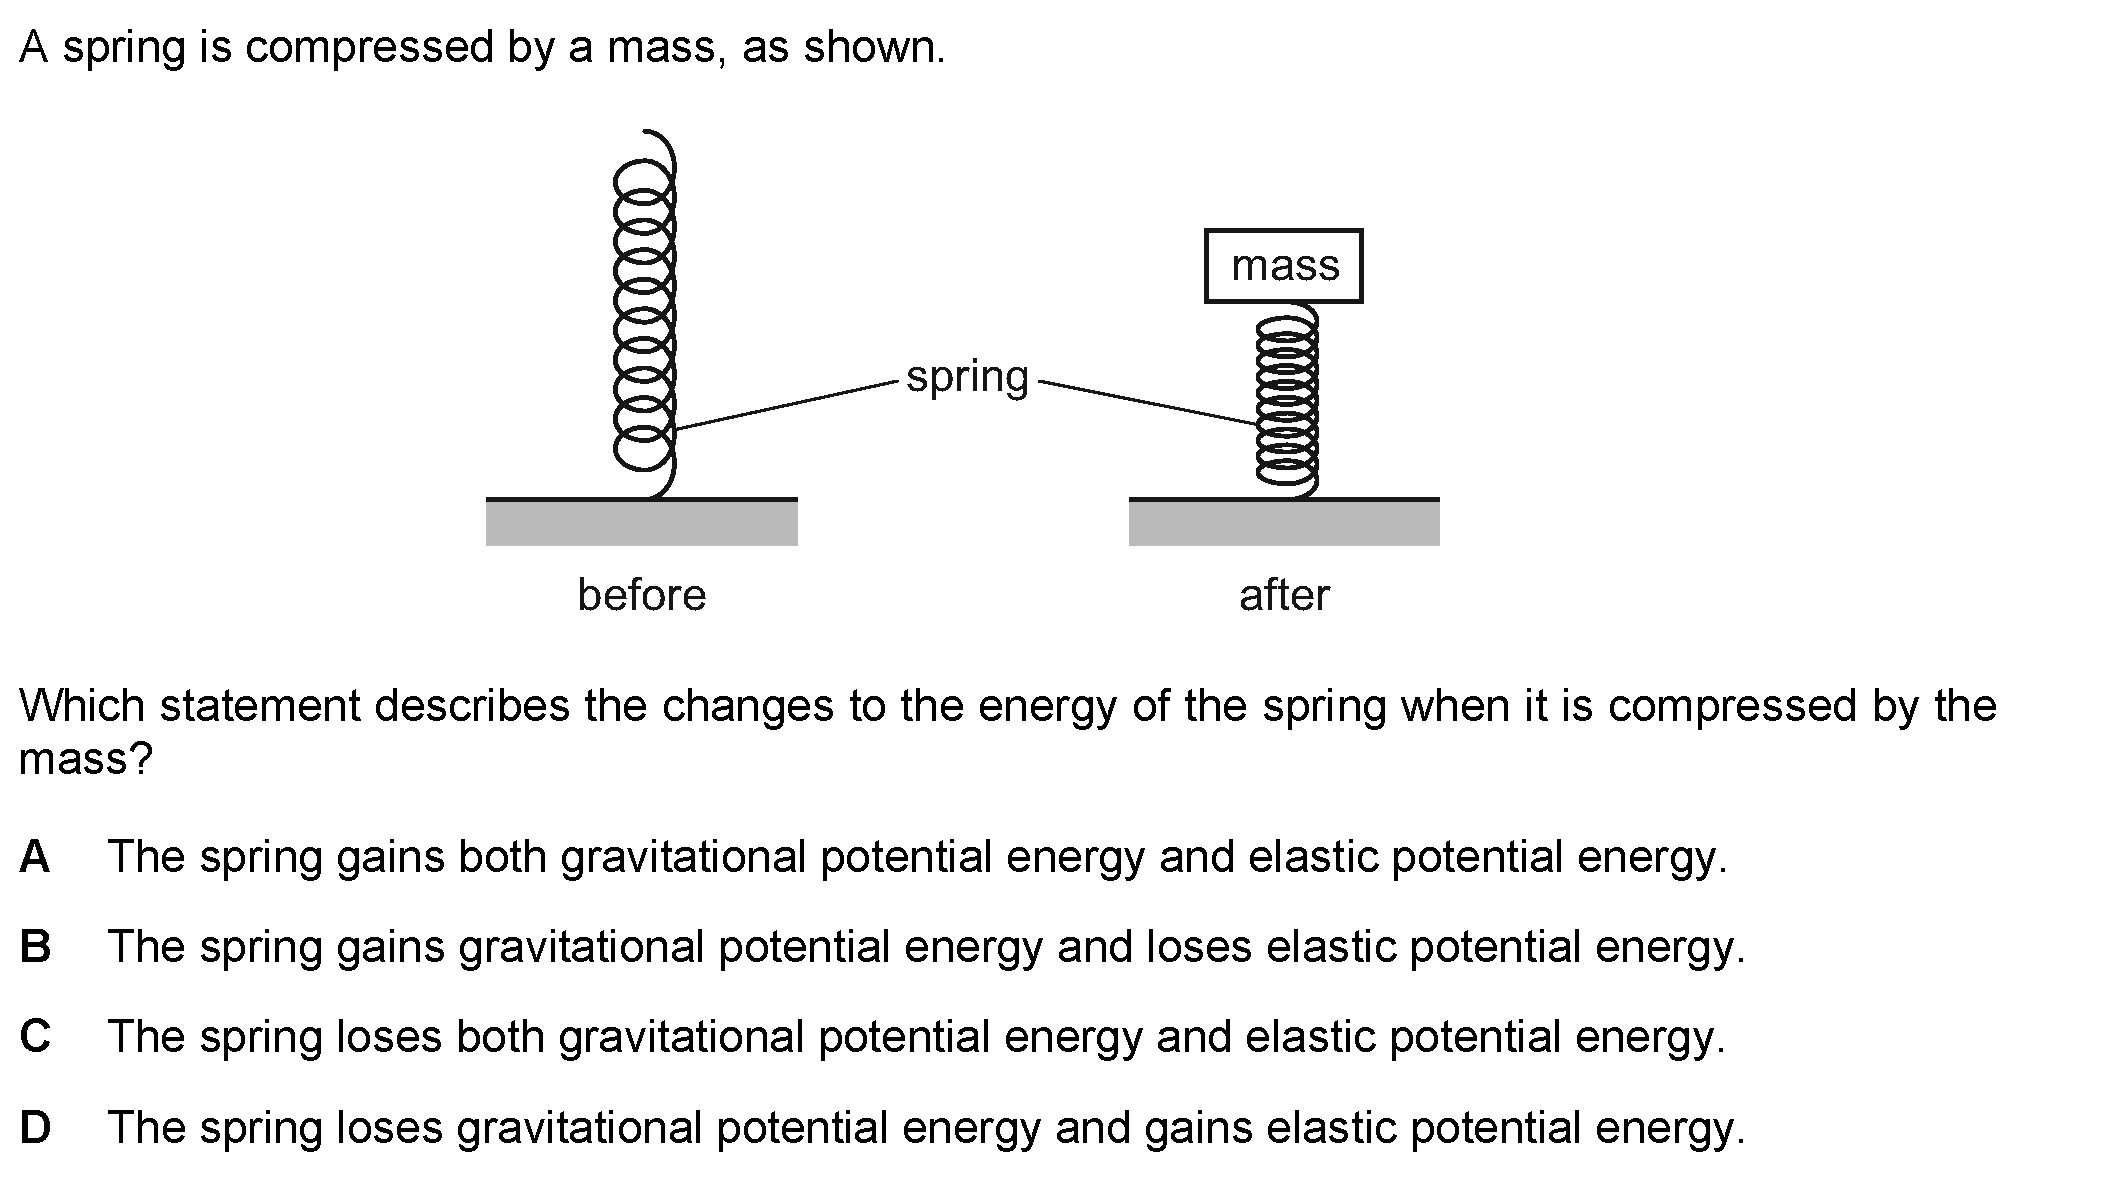 A spring is compressed by a mass, as shown.
mass
spring
before
after
Which statement describes the changes to the energy of the spring when it is compressed by the
mass?
A The spring gains both gravitational potential energy and elastic potential energy.
B The spring gains gravitational potential energy and loses elastic potential energy.
C The spring loses both gravitational potential energy and elastic potential energy.
D The spring loses gravitational potential energy and gains elastic potential energy.